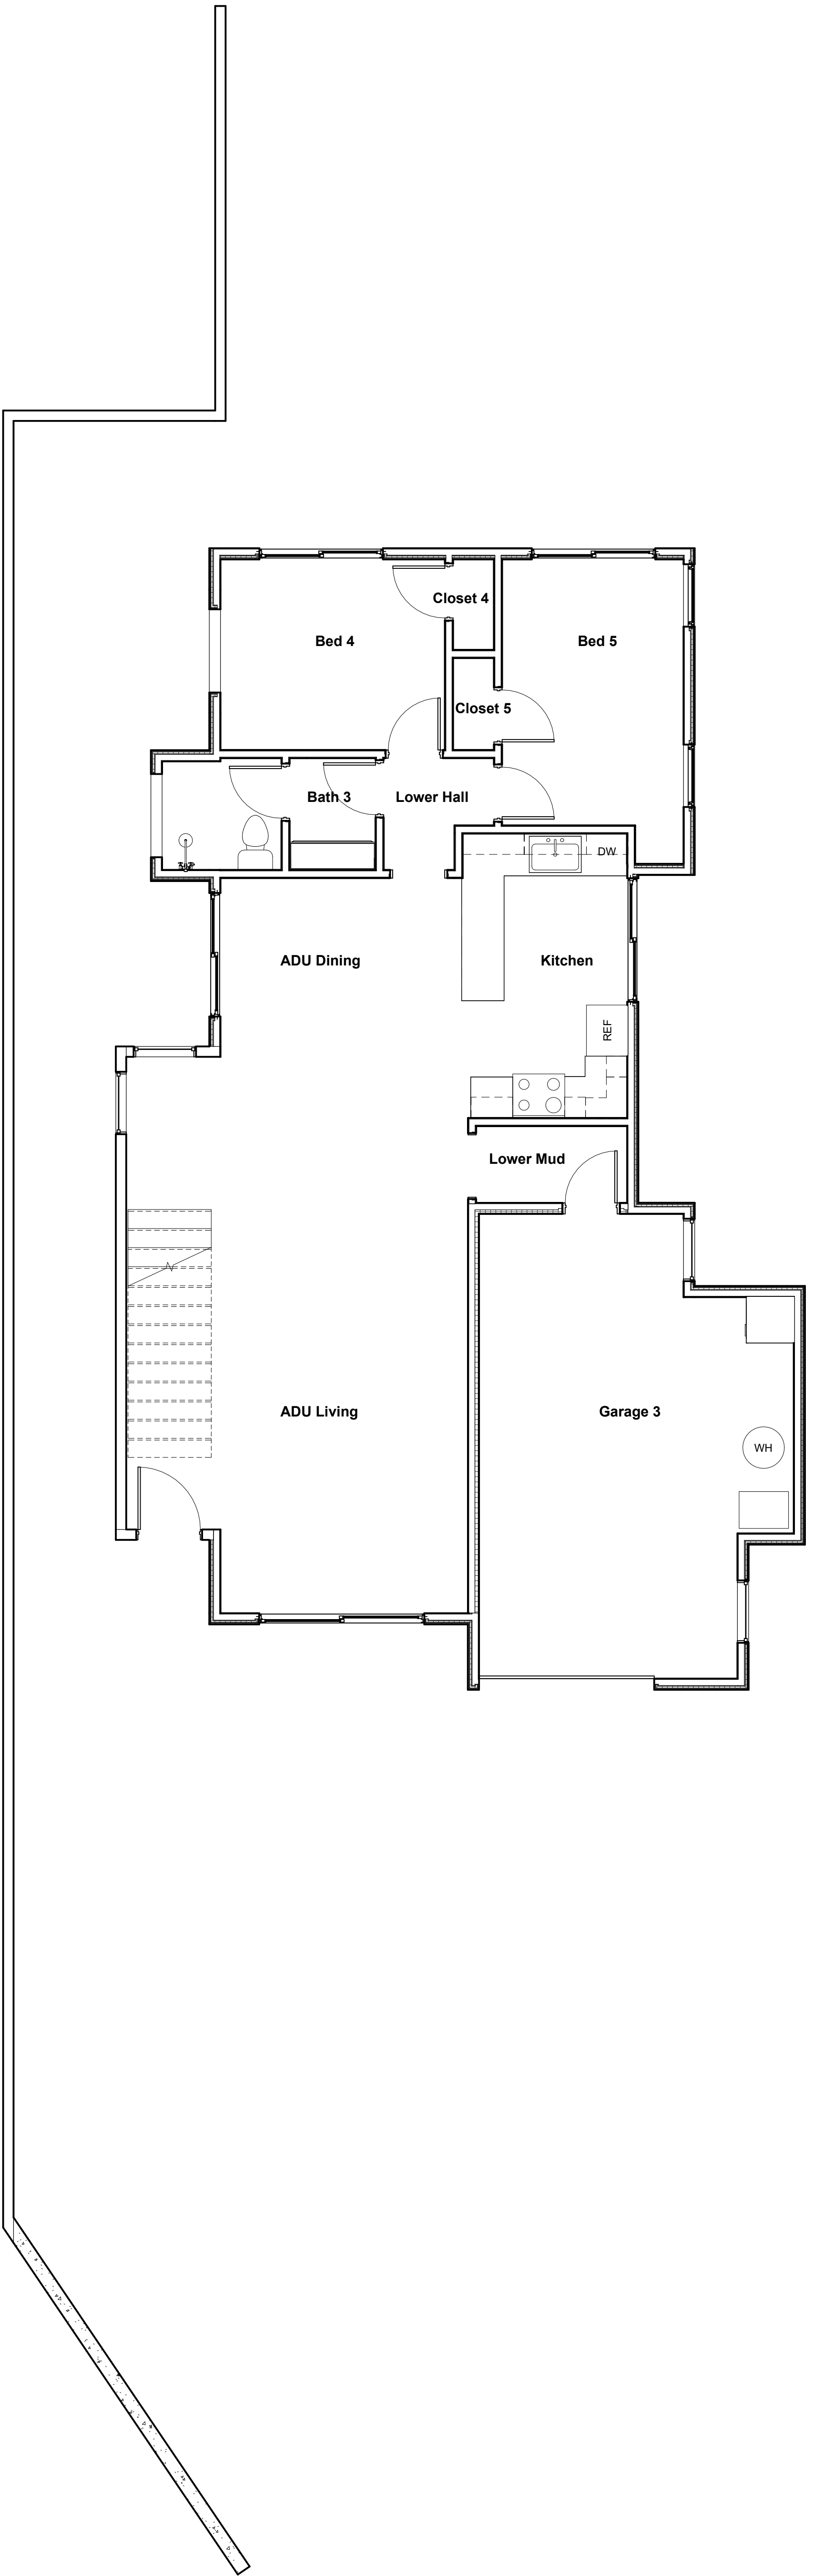 Closet 4
Bed 4
Bed 5
Closet 5
Bath 3
Lower Hall
DW
ADU Dining
Kitchen
REF
Lower Mud
ADU Living
Garage 3
WH